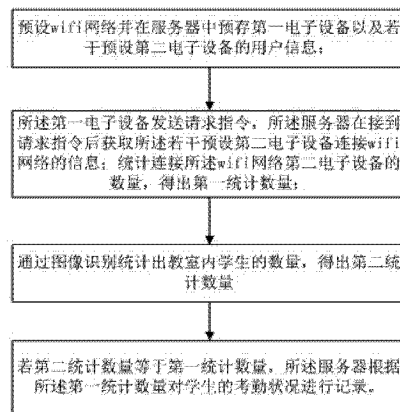 预设wifi网络并在服务器中预存第一电子设备以及若
干预设第二电子设备的用户信息；
所述第一电子设备发送请求指令，所述服务器在接到
请求指令后获取所述若干预设第二电子设备连接wifi
网络的信息；统计连接所述wifi网络第二电子设备的
数量，得出第一统计数量；
通过图像识别统计出教室内学生的数量，得出第二统
计数量
若第二统计数量等于第一统计数量，所述服务器根据
所述第一统计数量对学生的考勤状况进行记录。